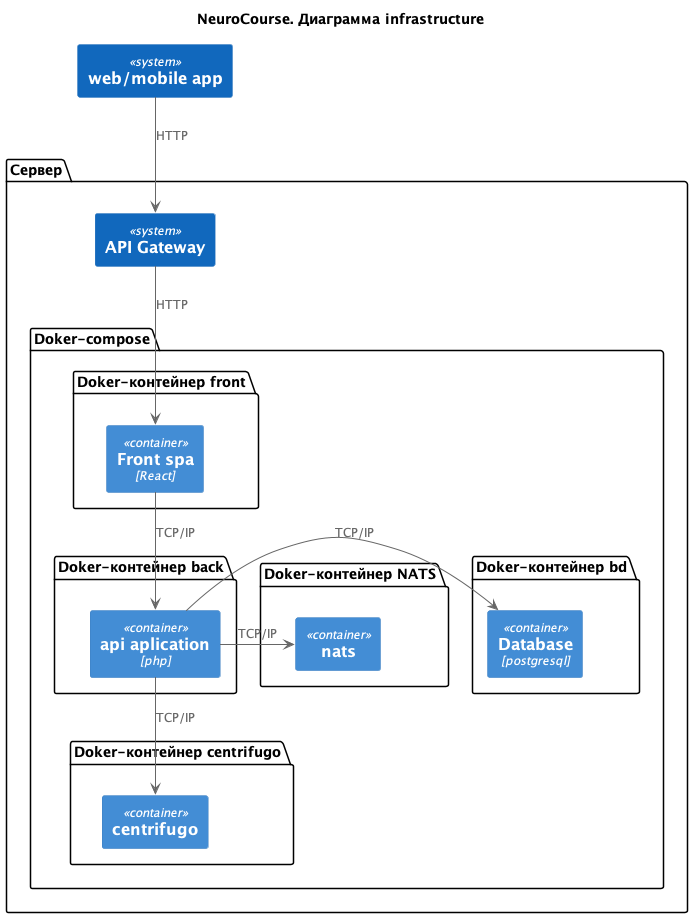 NeuroCourse. Диаграмма infrastructure
«system»
web/mobile app
HTTP
Сервер
«system»
API Gateway
HTTP
Doker-compose
Doker-контейнер front
«container»
Front spa
[React]
TCP/IP
TCP/IP
Doker-контейнер back
Doker-контейнер NATS
Doker-контейнер bd
«container»
api aplication
[php]
TCP/IP
«container»
nats
«container»
Database
[postgresql]
TCP/IP
Doker-контейнер centrifugo
«container»
centrifugo